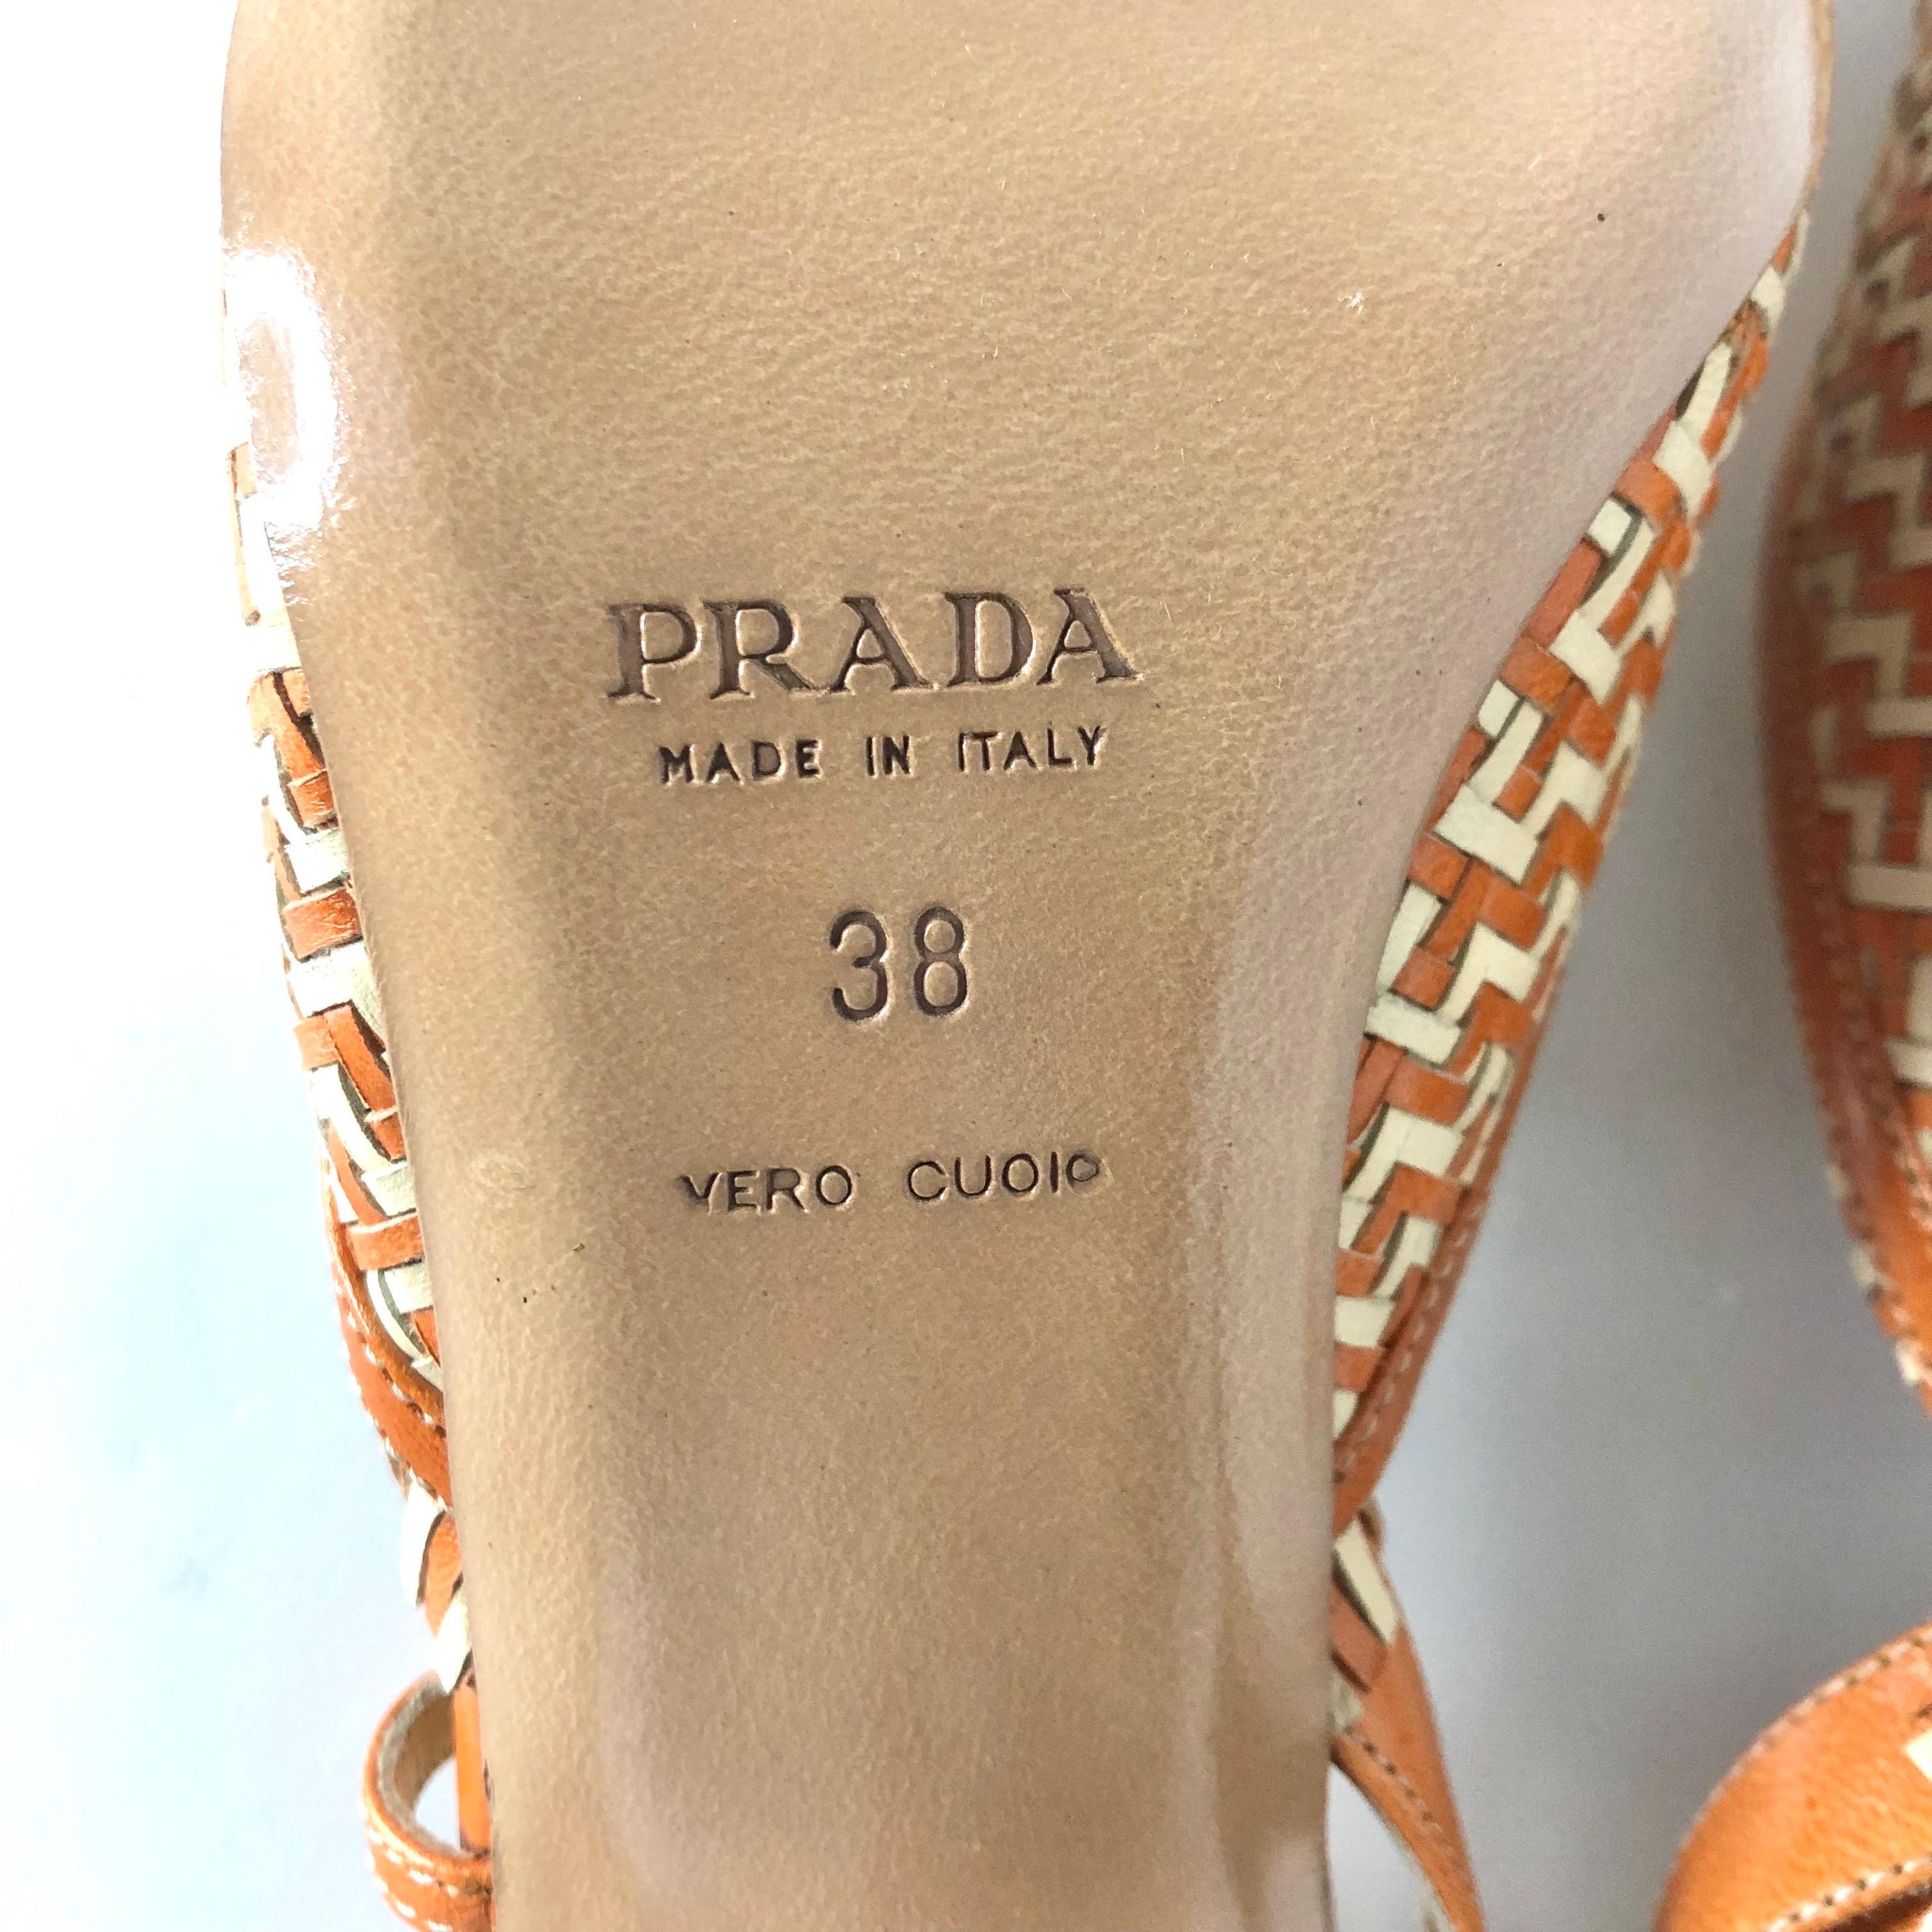 PRADA
MADE IN ITALY
38
VERO CUOIO